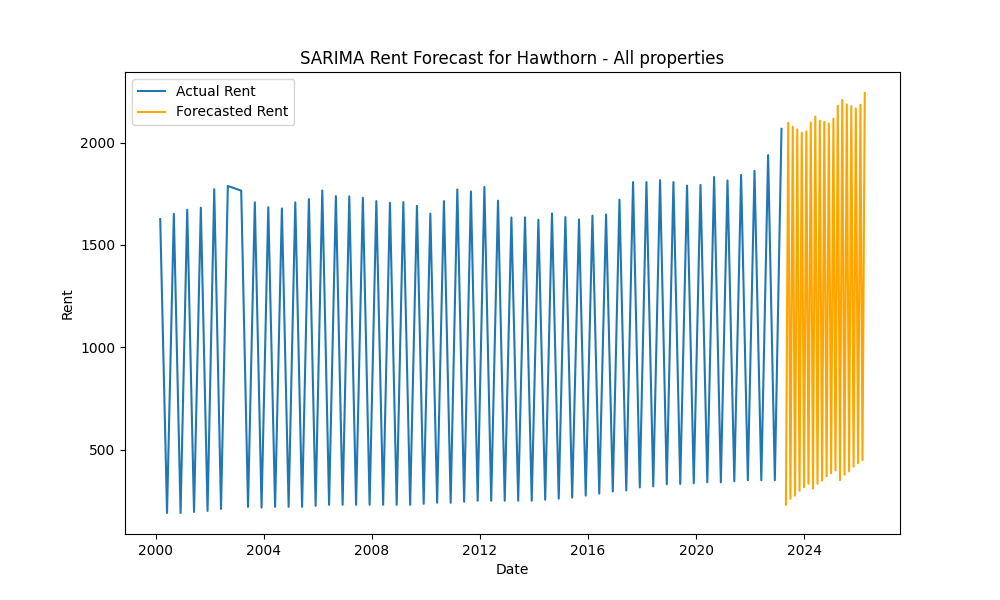 SARIMA Rent Forecast for Hawthorn - All properties
Actual Rent
Forecasted Rent
2000
1500
1000
500
Rent
2000
2004
2008
2012
2016
2020
2024
Date